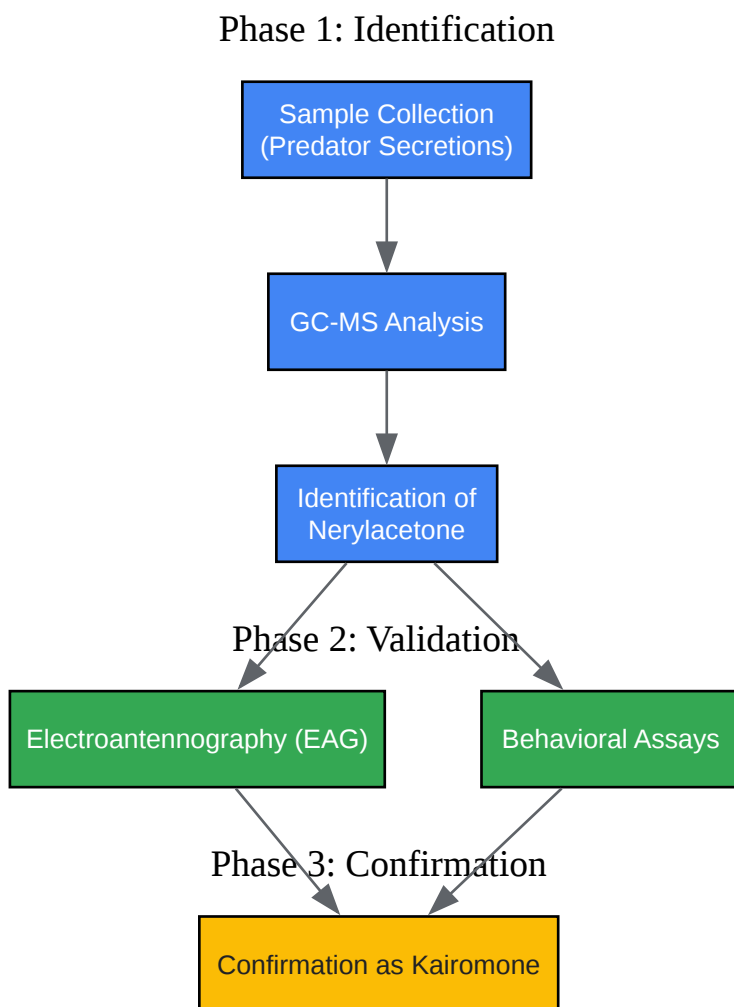 Phase 1: Identification
Sample Collection
(Predator Secretions)
GC-MS Analysis
Identification of
Nerylacetone
Phase 2: Validation
Electroantennography (EAG)
Behavioral Assays
Phase 3: Confirmation
Confirmation as Kairomone